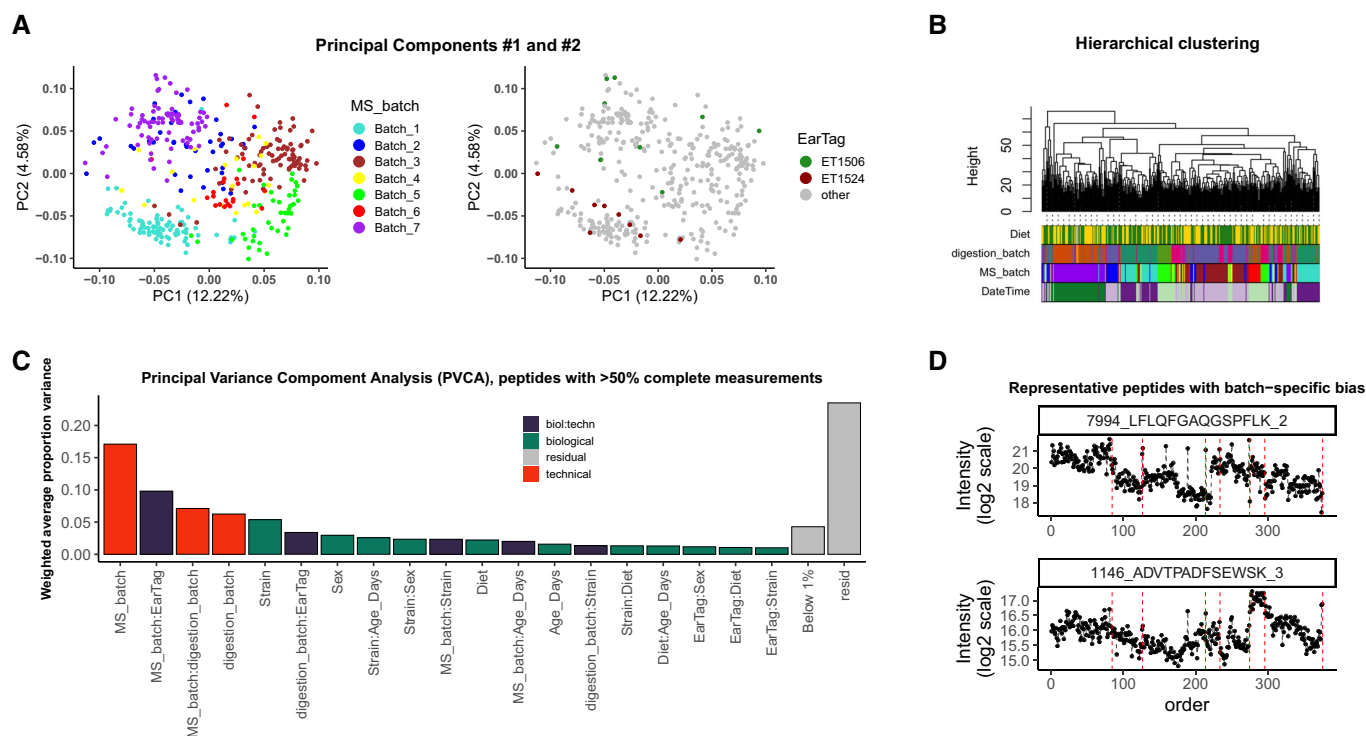 A
Principal Components #1 and #2
PC2 (4.58%)
0.10
0.05
0.00
−0.05
−0.10
−0.10
−0.05
0.00
0.05
0.10
PC1 (12.22%)
MS_batch
Batch_1
Batch_2
Batch_3
Batch_4
Batch_5
Batch_6
Batch_7
PC2 (4.58%)
0.10
0.05
0.00
−0.05
−0.10
−0.10
−0.05
0.00
0.05
0.10
PC1 (12.22%)
EarTag
ET1506
ET1524
other
B
Hierarchical clustering
Height
50
20
0
Diet
digestion_batch
MS_batch
DateTime
C
Principal Variance Compoment Analysis (PVCA), peptides with >50% complete measurements
Weighted average proportion variance
0.20
0.15
0.10
0.05
0.00
biol:techn
biological
residual
technical
MS_batch
MS_batch:EarTag
MS_batch:digestion_batch
digestion_batch
Strain
digestion_batch:EarTag
Sex
Strain:Age_Days
Strain:Sex
MS_batch:Strain
Diet
MS_batch:Age_Days
Age_Days
digestion_batch:Strain
Strain:Diet
Diet:Age_Days
EarTag:Sex
EarTag:Diet
EarTag:Strain
Below 1%
resid
D
Representative peptides with batch−specific bias
7994_LFLQFGAQGSPFLK_2
Intensity
(log2 scale)
21
20
19
18
0
100
200
300
1146_ADVTPADFSEWSK_3
Intensity
(log2 scale)
17.0
16.5
16.0
15.5
15.0
0
100
200
300
order